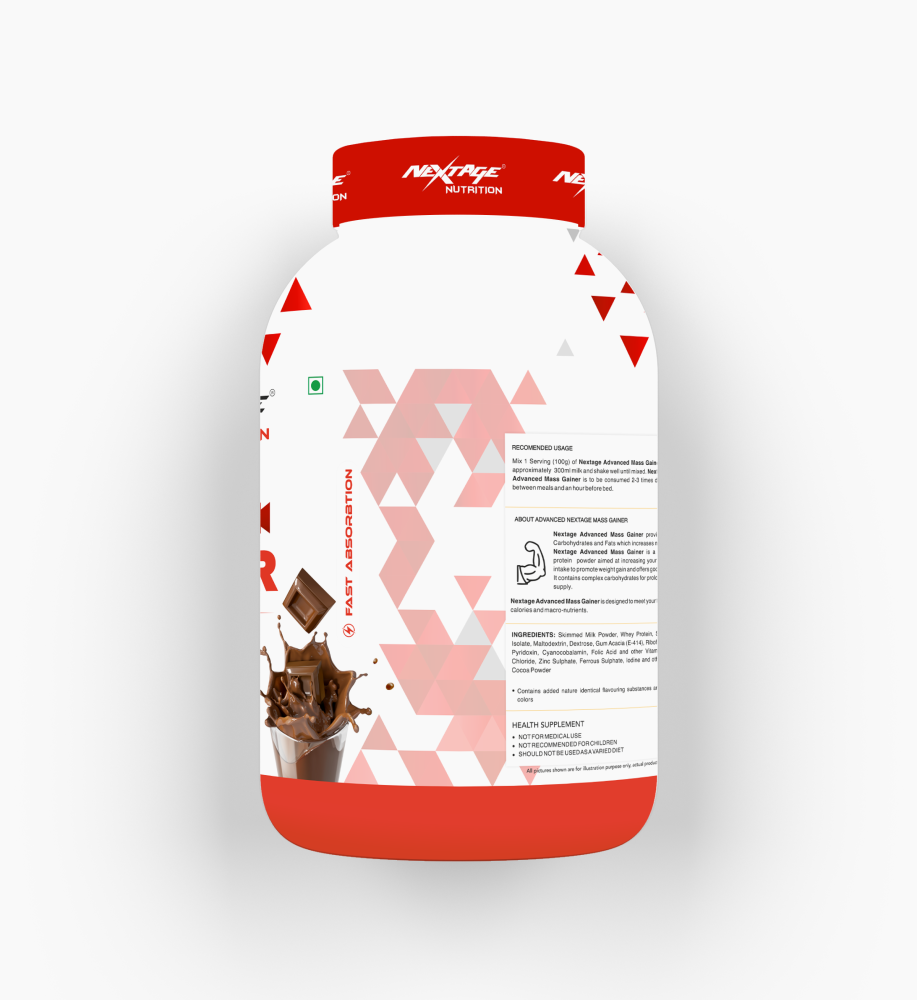 NEXTAGE®
NUTRITION
E®
ON
NE
®
N
R
FAST ABSORBTION
RECOMENDED USAGE
Mix 1 Serving (100g) of Nextage Advanced Mass Gain
approximately 300ml milk and shake well until mixed. Nex
Advanced Mass Gainer is to be consumed 2-3 times
between meals and an hour before bed.
ABOUT ADVANCED NEXTAGE MASS GAINER
Nextage Advanced Mass Gainer prov
Carbohydrates and Fats which increases
Nextage Advanced Mass Gainer is a
protein powder aimed at increasing your
intake to promote weight gain and offers goo
It contains complex carbohydrates for prolo
supply.
Nextage Advanced Mass Gainer is designed to meet your
calories and macro-nutrients.
INGREDIENTS: Skimmed Milk Powder, Whey Protein,
Isolate, Maltodextrin, Dextrose, Gum Acacia (E-414), Ribof
Pyridoxin, Cyanocobalamin, Folic Acid and other Vitam
Chloride, Zinc Sulphate, Ferrous Sulphate, Iodine and oth
Cocoa Powder
* Contains added nature identical flavouring substances
colors
HEALTH SUPPLEMENT
• NOT FOR MEDICAL USE
• NOT RECOMMENDED FOR CHILDREN
• SHOULD NOT BE USED AS A VARIED DIET
All pictures shown are for illustration purpose only, actual produc